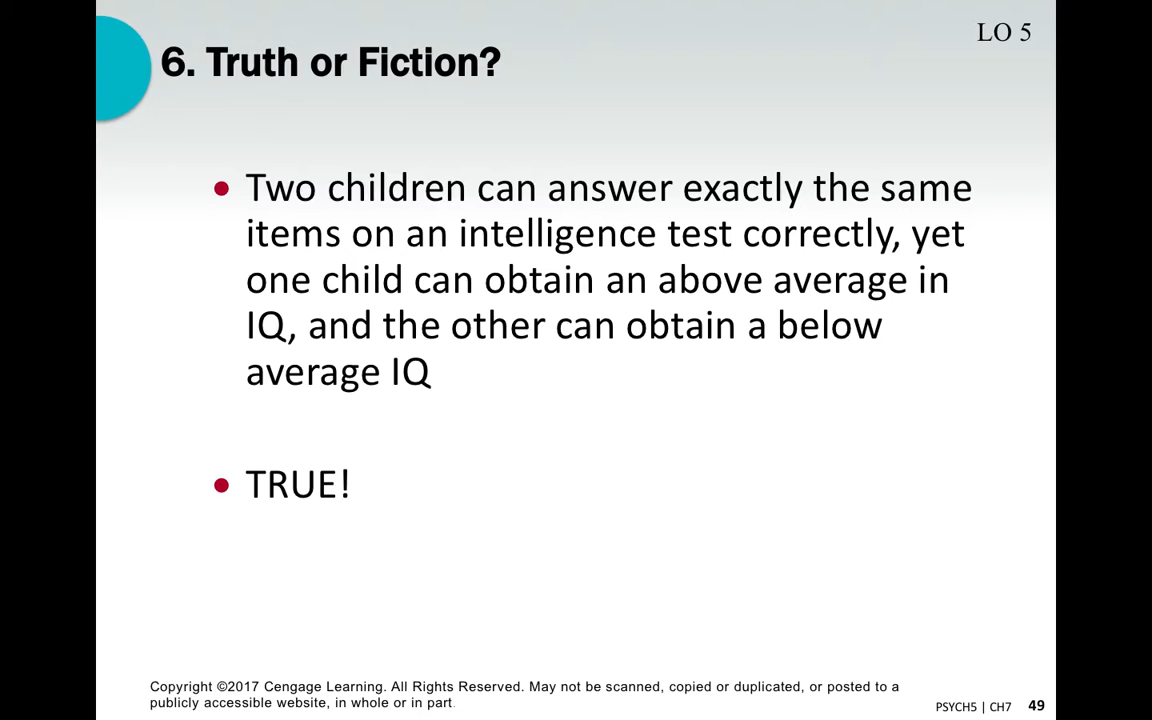 LO 5
6. Truth or Fiction?
• Two children can answer exactly the same
items on an intelligence test correctly, yet
one child can obtain an above average in
IQ, and the other can obtain a below
average IQ
• TRUE!
Copyright ©2017 Cengage Learning. All Rights Reserved. May not be scanned, copied or duplicated, or posted to a
publicly accessible website, in whole or in part.
PSYCH5 | CH7 49